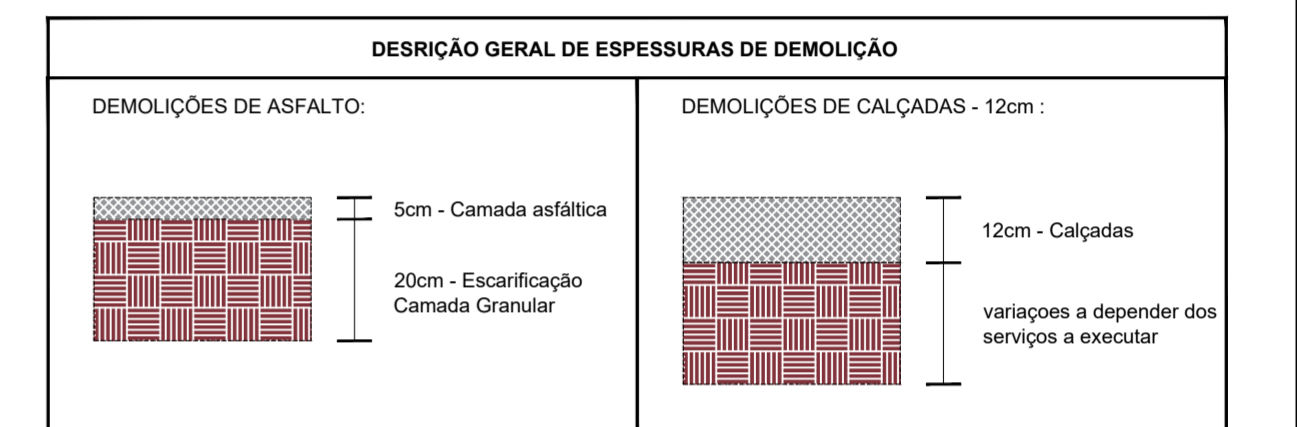 DESRIÇÃO GERAL DE ESPESSURAS DE DEMOLIÇÃO
DEMOLIÇÕES DE ASFALTO:
5cm - Camada asfáltica
20cm - Escarificação
Camada Granular
DEMOLIÇÕES DE CALÇADAS - 12cm :
12cm - Calçadas
variaçoes a depender dos
serviços a executar